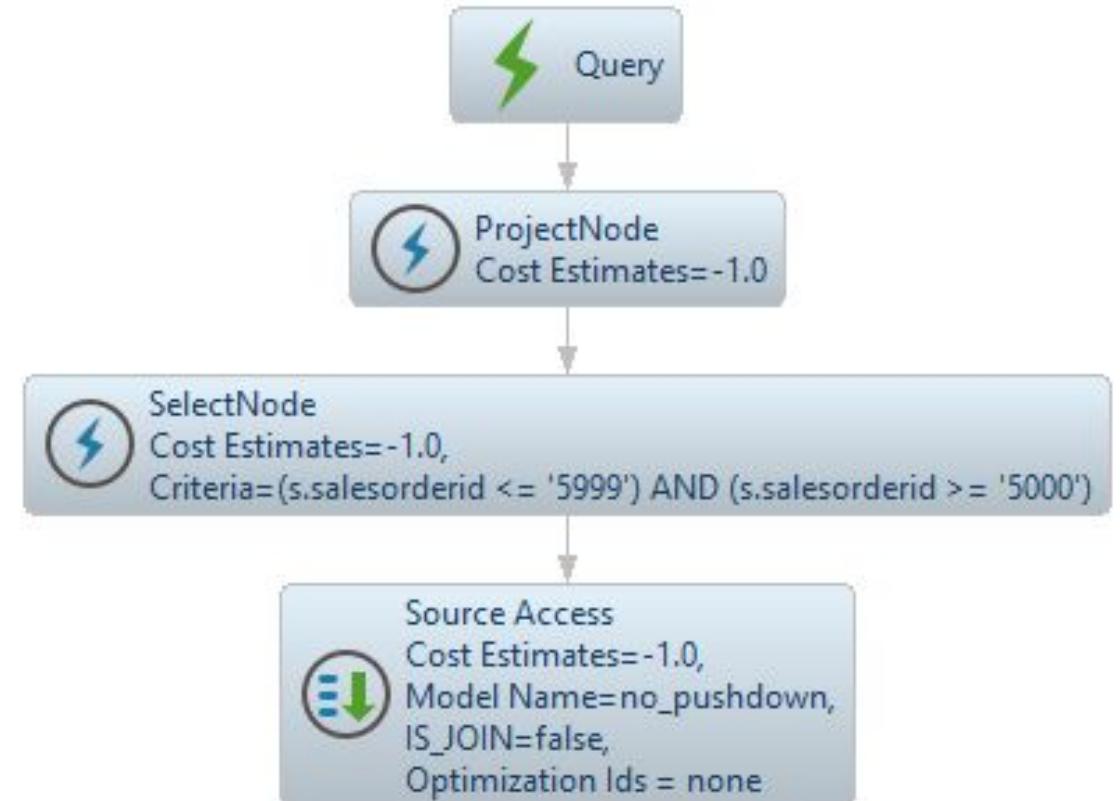 Query
ProjectNode
Cost Estimates=-1.0
SelectNode
Cost Estimates=-1.0,
Criteria=(s.salesorderid <= '5999') AND (s.salesorderid >= '5000')
Source Access
Cost Estimates=-1.0,
Model Name=no_pushdown,
IS_JOIN=false,
Optimization Ids = none